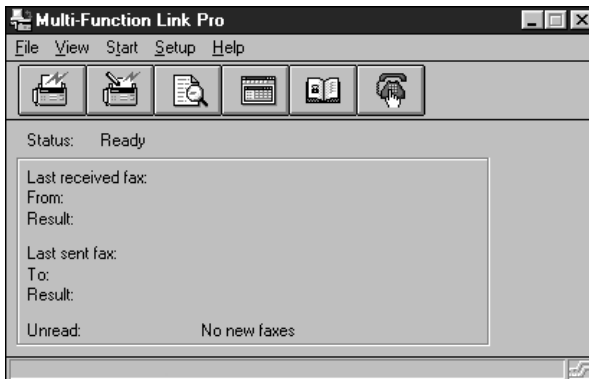 Multi-Function Link Pro
File View Start Setup Help
Status: Ready
Last received fax:
From:
Result:
Last sent fax:
To:
Result:
Unread: No new faxes